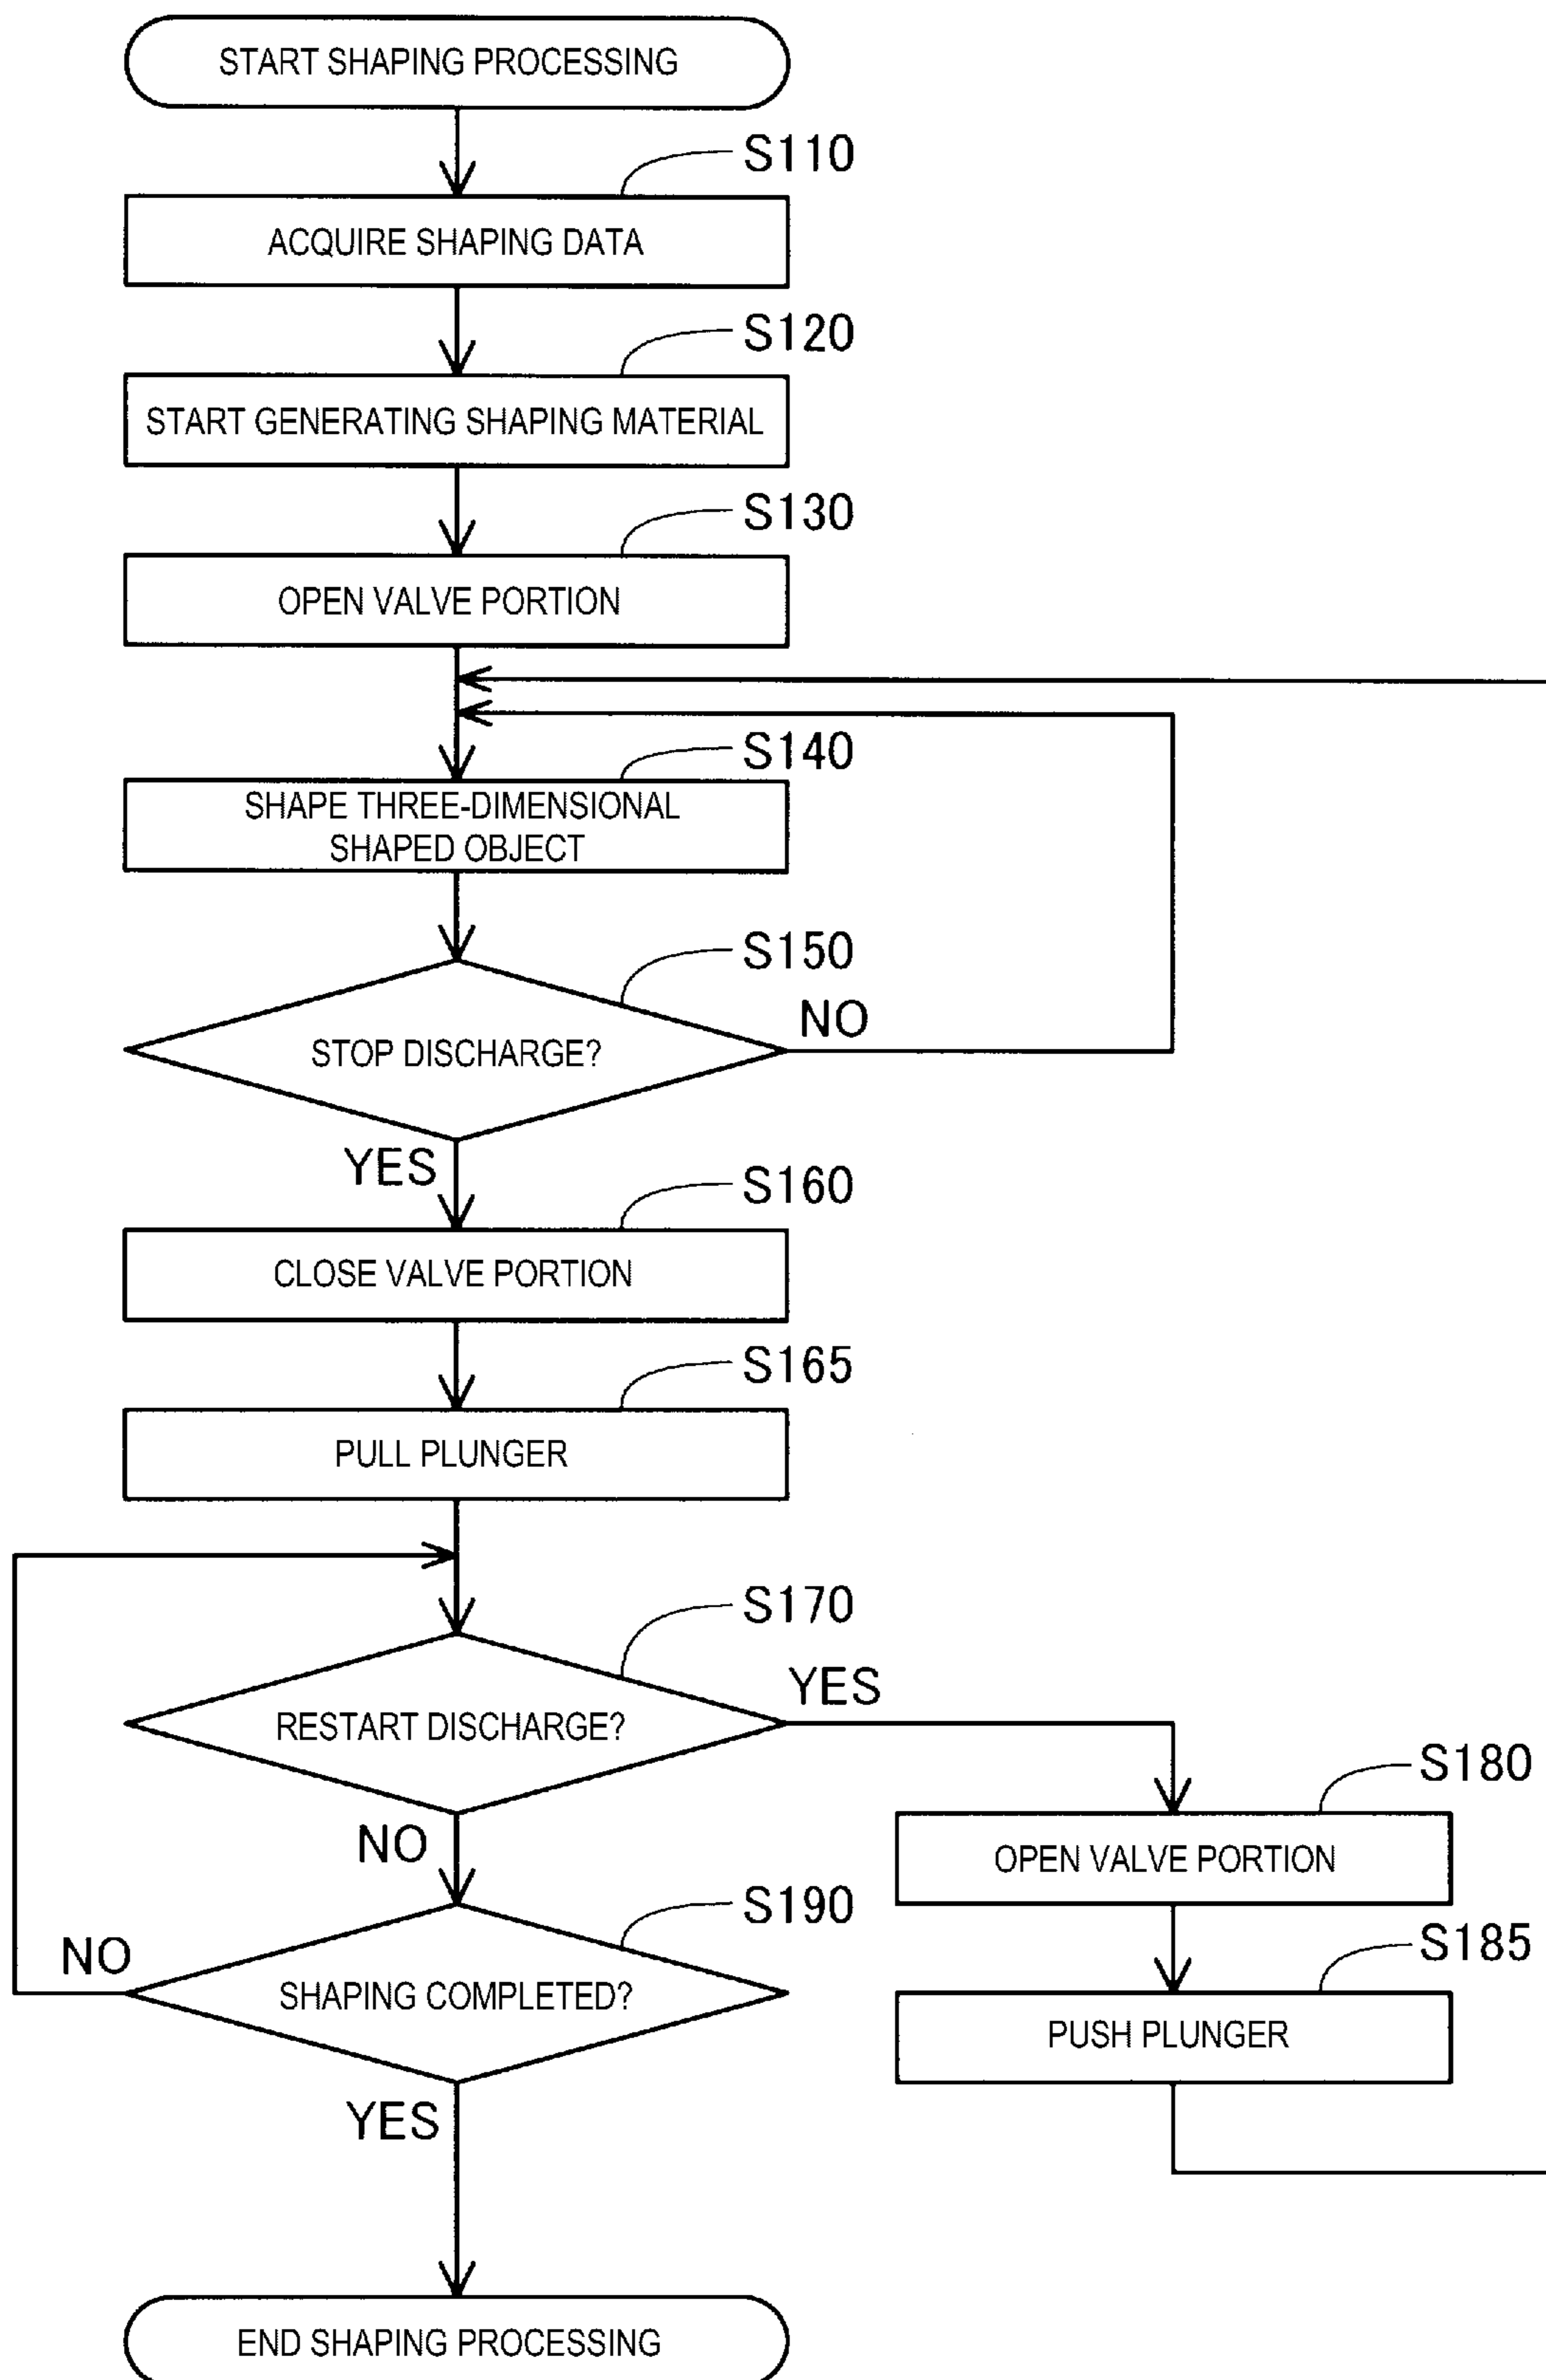 START SHAPING PROCESSING
S110
ACQUIRE SHAPING DATA
S120
START GENERATING SHAPING MATERIAL
S130
OPEN VALVE PORTION
S140
SHAPE THREE-DIMENSIONAL
SHAPED OBJECT
S150
STOP DISCHARGE?
NO
YES
S160
CLOSE VALVE PORTION
S165
PULL PLUNGER
S170
RESTART DISCHARGE?
YES
S180
OPEN VALVE PORTION
S185
PUSH PLUNGER
NO
S190
SHAPING COMPLETED?
NO
YES
END SHAPING PROCESSING